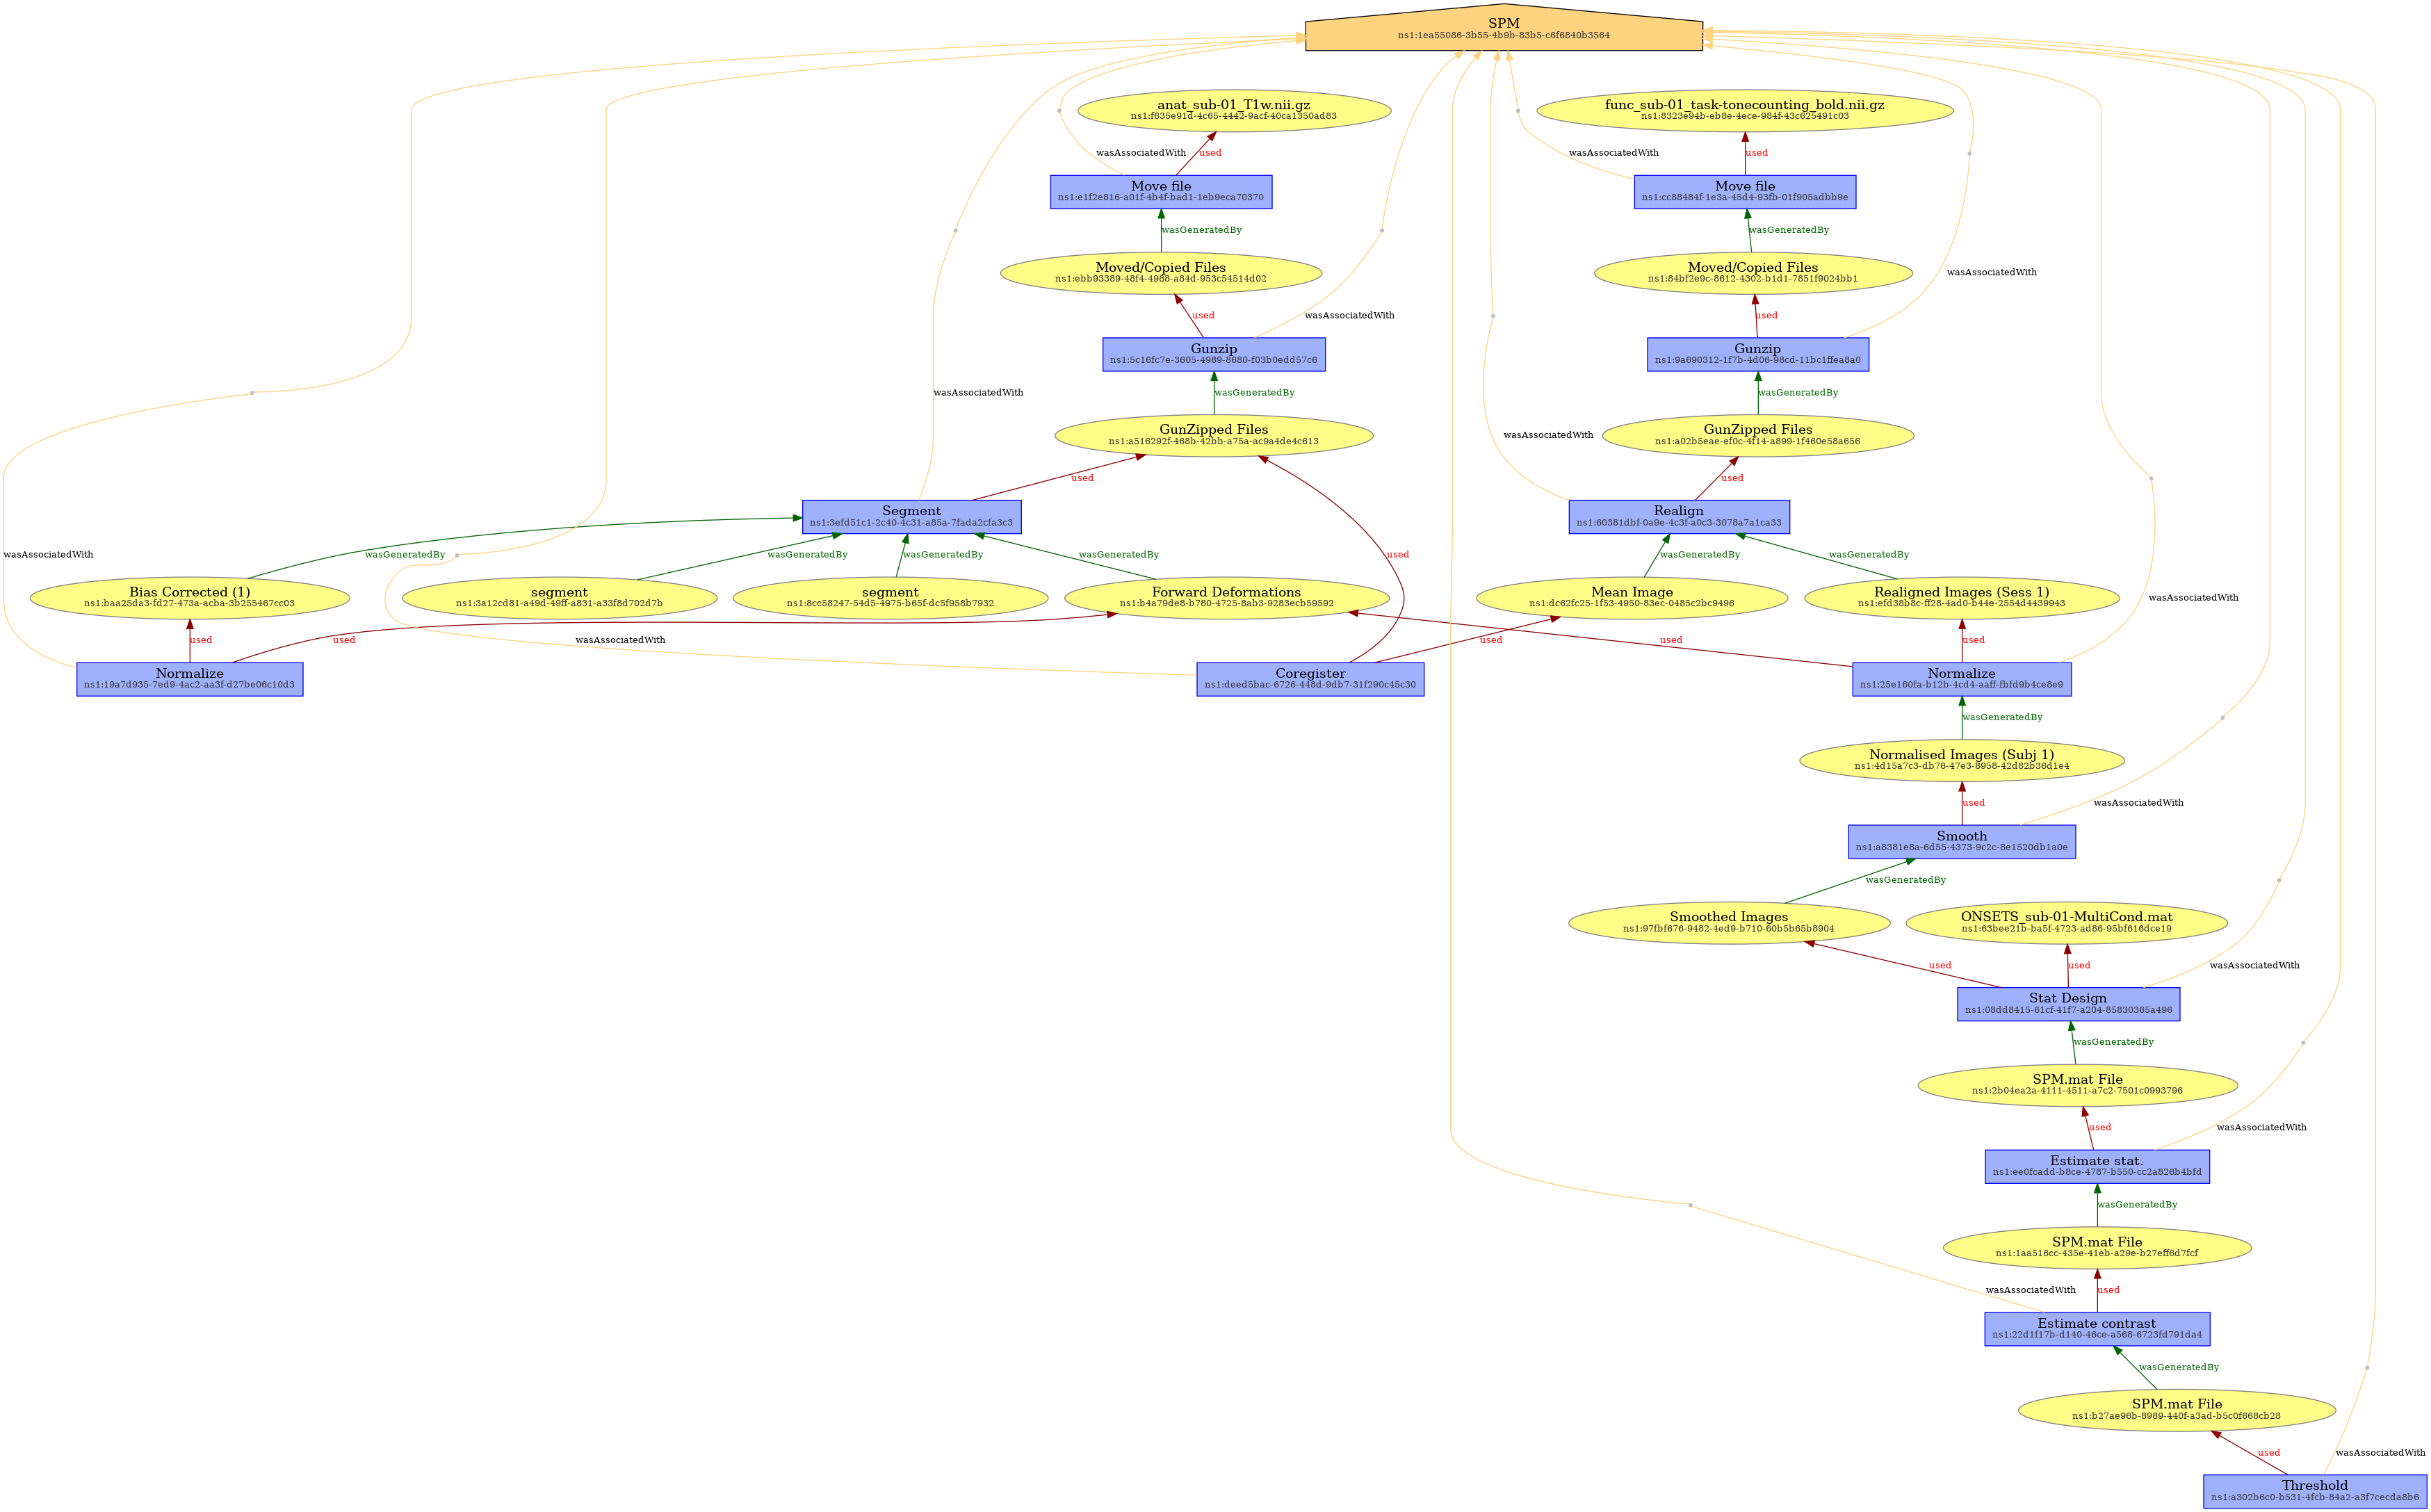 SPM
ns1:1ea55086-3b55-4b9b-83b5-c6f6840b3564
anat_sub-01_T1w.nii.gz
ns1:f635e91d-4c65-4442-9acf-40ca1350ad83
func_sub-01_task-tonecounting_bold.nii.gz
ns1:8323e94b-eb8e-4ece-984f-43c625491c03
wasAssociatedWith
used
wasAssociatedWith
used
Move file
ns1:e1f2e816-a01f-4b4f-bad1-1eb9eca70370
Move file
ns1:cc88484f-1e3a-45d4-93fb-01f905adbb9e
wasGeneratedBy
wasGeneratedBy
Moved/Copied Files
ns1:ebb93389-48f4-4988-a84d-953c54514d02
Moved/Copied Files
ns1:84bf2e9c-8612-4302-b1d1-7851f9024bb1
wasAssociatedWith
used
wasAssociatedWith
used
Gunzip
ns1:5c16fc7e-3605-4989-8680-f03b0edd57c6
Gunzip
ns1:9a690312-1f7b-4d06-98cd-11bc1ffea8a0
wasAssociatedWith
wasGeneratedBy
wasGeneratedBy
GunZipped Files
ns1:a516292f-468b-42bb-a75a-ac9a4de4c613
GunZipped Files
ns1:a02b5eae-ef0c-4f14-a899-1f460e58a656
wasAssociatedWith
used
used
Segment
ns1:3efd51c1-2c40-4c31-a85a-7fada2cfa3c3
Realign
ns1:60381dbf-0a9e-4c3f-a0c3-3078a7a1ca33
wasAssociatedWith
wasGeneratedBy
wasGeneratedBy
wasGeneratedBy
wasGeneratedBy
used
wasGeneratedBy
wasGeneratedBy
Bias Corrected (1)
ns1:baa25da3-fd27-473a-acba-3b255467cc03
segment
ns1:3a12cd81-a49d-49ff-a831-a33f8d702d7b
segment
ns1:8cc58247-54d5-4975-b65f-dc5f958b7932
Forward Deformations
ns1:b4a79de8-b780-4725-8ab3-9283ecb59592
Mean Image
ns1:dc62fc25-1f53-4950-83ec-0485c2bc9496
Realigned Images (Sess 1)
ns1:efd38b8c-ff28-4ad0-b44e-2554d4439943
wasAssociatedWith
used
used
wasAssociatedWith
used
used
used
Normalize
ns1:19a7d935-7ed9-4ac2-aa3f-d27be06c10d3
Coregister
ns1:deed5bac-6726-448d-9db7-31f290c45c30
Normalize
ns1:25e160fa-b12b-4cd4-aaff-fbfd9b4ce8e9
wasGeneratedBy
Normalised Images (Subj 1)
ns1:4d15a7c3-db76-47e3-8958-42d82b36d1e4
used
wasAssociatedWith
Smooth
ns1:a8381e8a-6d55-4373-9c2c-8e1520db1a0e
wasGeneratedBy
Smoothed Images
ns1:97fbf676-9482-4ed9-b710-60b5b65b8904
ONSETS_sub-01-MultiCond.mat
ns1:63bee21b-ba5f-4723-ad86-95bf616dce19
used
used
wasAssociatedWith
Stat Design
ns1:08dd8415-61cf-41f7-a204-85830365a496
wasGeneratedBy
SPM.mat File
ns1:2b04ea2a-4111-4511-a7c2-7501c0993796
used
wasAssociatedWith
Estimate stat.
ns1:ee0fcadd-b8ce-4787-b550-cc2a826b4bfd
wasGeneratedBy
SPM.mat File
ns1:1aa516cc-435e-41eb-a29e-b27eff6d7fcf
wasAssociatedWith
used
Estimate contrast
ns1:22d1f17b-d140-46ce-a568-6723fd791da4
wasGeneratedBy
SPM.mat File
ns1:b27ae96b-8989-440f-a3ad-b5c0f668cb28
used
wasAssociatedWith
Threshold
ns1:a302b6c0-b531-4fcb-84a2-a3f7cecda8b6